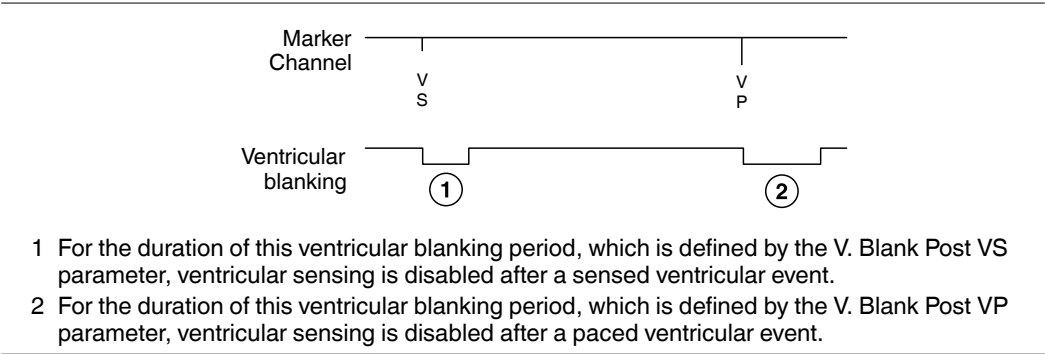 Marker
Channel
V
S
V
P
Ventricular
blanking
1
2
1 For the duration of this ventricular blanking period, which is defined by the V. Blank Post VS
parameter, ventricular sensing is disabled after a sensed ventricular event.
2 For the duration of this ventricular blanking period, which is defined by the V. Blank Post VP
parameter, ventricular sensing is disabled after a paced ventricular event.